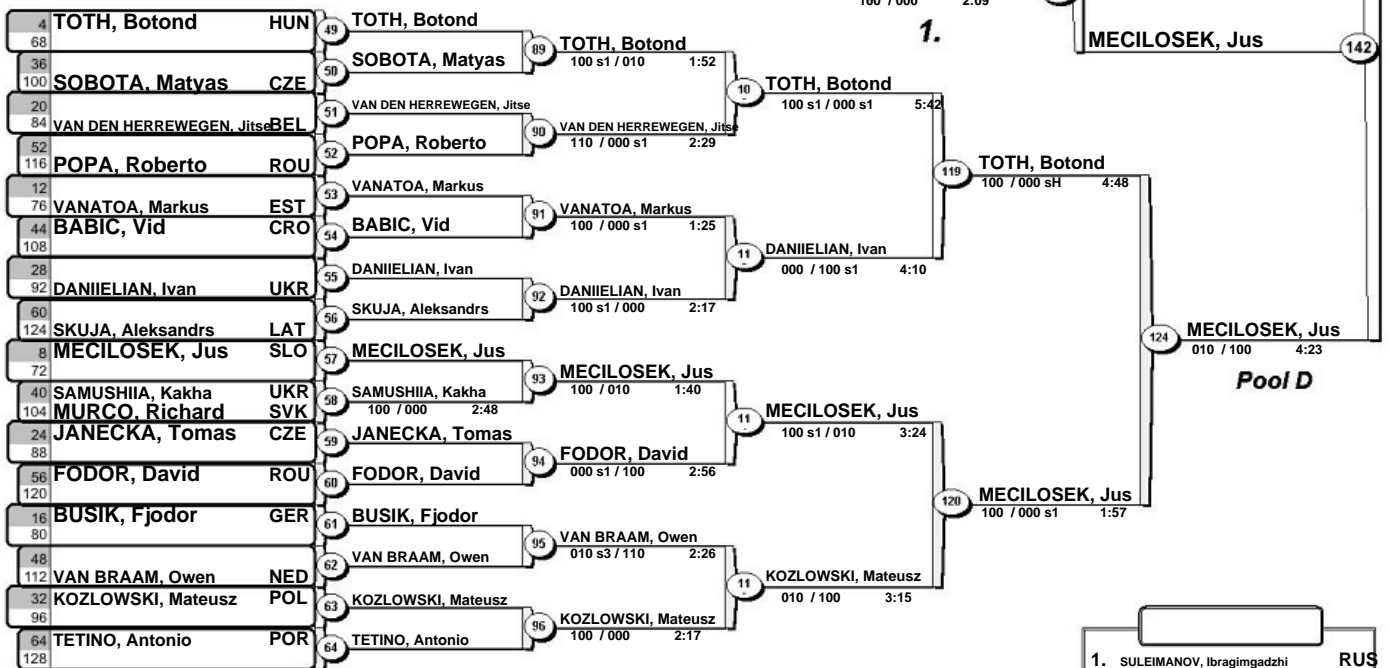 100 / 000 2:09
1.
MECILOSEK, Jus
142
4 TOTH, Botond HUN
68
36
100 SOBOTA, Matyas CZE
20
84 VAN DEN HERREWEGEN, Jitse BEL
52
116 POPA, Roberto ROU
12
76 VANATOA, Markus EST
44 BABIC, Vid CRO
108
28
92 DANIIELIAN, Ivan UKR
60
124 SKUJA, Aleksandrs LAT
8 MECILOSEK, Jus SLO
72
40 SAMUSHIIA, Kakha UKR
104 MURCO, Richard SVK
24 JANECKA, Tomas CZE
88
56 FODOR, David ROU
120
16 BUSIK, Fjodor GER
80
48
112 VAN BRAAM, Owen NED
32 KOZLOWSKI, Mateusz POL
96
64 TETINO, Antonio POR
128
49 TOTH, Botond
50 SOBOTA, Matyas
51 VAN DEN HERREWEGEN, Jitse
52 POPA, Roberto
53 VANATOA, Markus
54 BABIC, Vid
55 DANIIELIAN, Ivan
56 SKUJA, Aleksandrs
57 MECILOSEK, Jus
58 SAMUSHIIA, Kakha
100 / 000 2:48
59 JANECKA, Tomas
60 FODOR, David
61 BUSIK, Fjodor
62 VAN BRAAM, Owen
63 KOZLOWSKI, Mateusz
64 TETINO, Antonio
89 TOTH, Botond
100 s1 / 010 1:52
90 VAN DEN HERREWEGEN, Jitse
110 / 000 s1 2:29
91 VANATOA, Markus
100 / 000 s1 1:25
92 DANIIELIAN, Ivan
100 s1 / 000 2:17
93 MECILOSEK, Jus
100 / 010 1:40
94 FODOR, David
000 s1 / 100 2:56
95 VAN BRAAM, Owen
010 s3 / 110 2:26
96 KOZLOWSKI, Mateusz
100 / 000 2:17
10 TOTH, Botond
100 s1 / 000 s1 5:42
11 DANIIELIAN, Ivan
000 / 100 s1 4:10
11 MECILOSEK, Jus
100 s1 / 010 3:24
11 KOZLOWSKI, Mateusz
010 / 100 3:15
119 TOTH, Botond
100 / 000 sH 4:48
120 MECILOSEK, Jus
100 / 000 s1 1:57
124 MECILOSEK, Jus
010 / 100 4:23
Pool D
1. SULEIMANOV, Ibragimgadzhi RUS